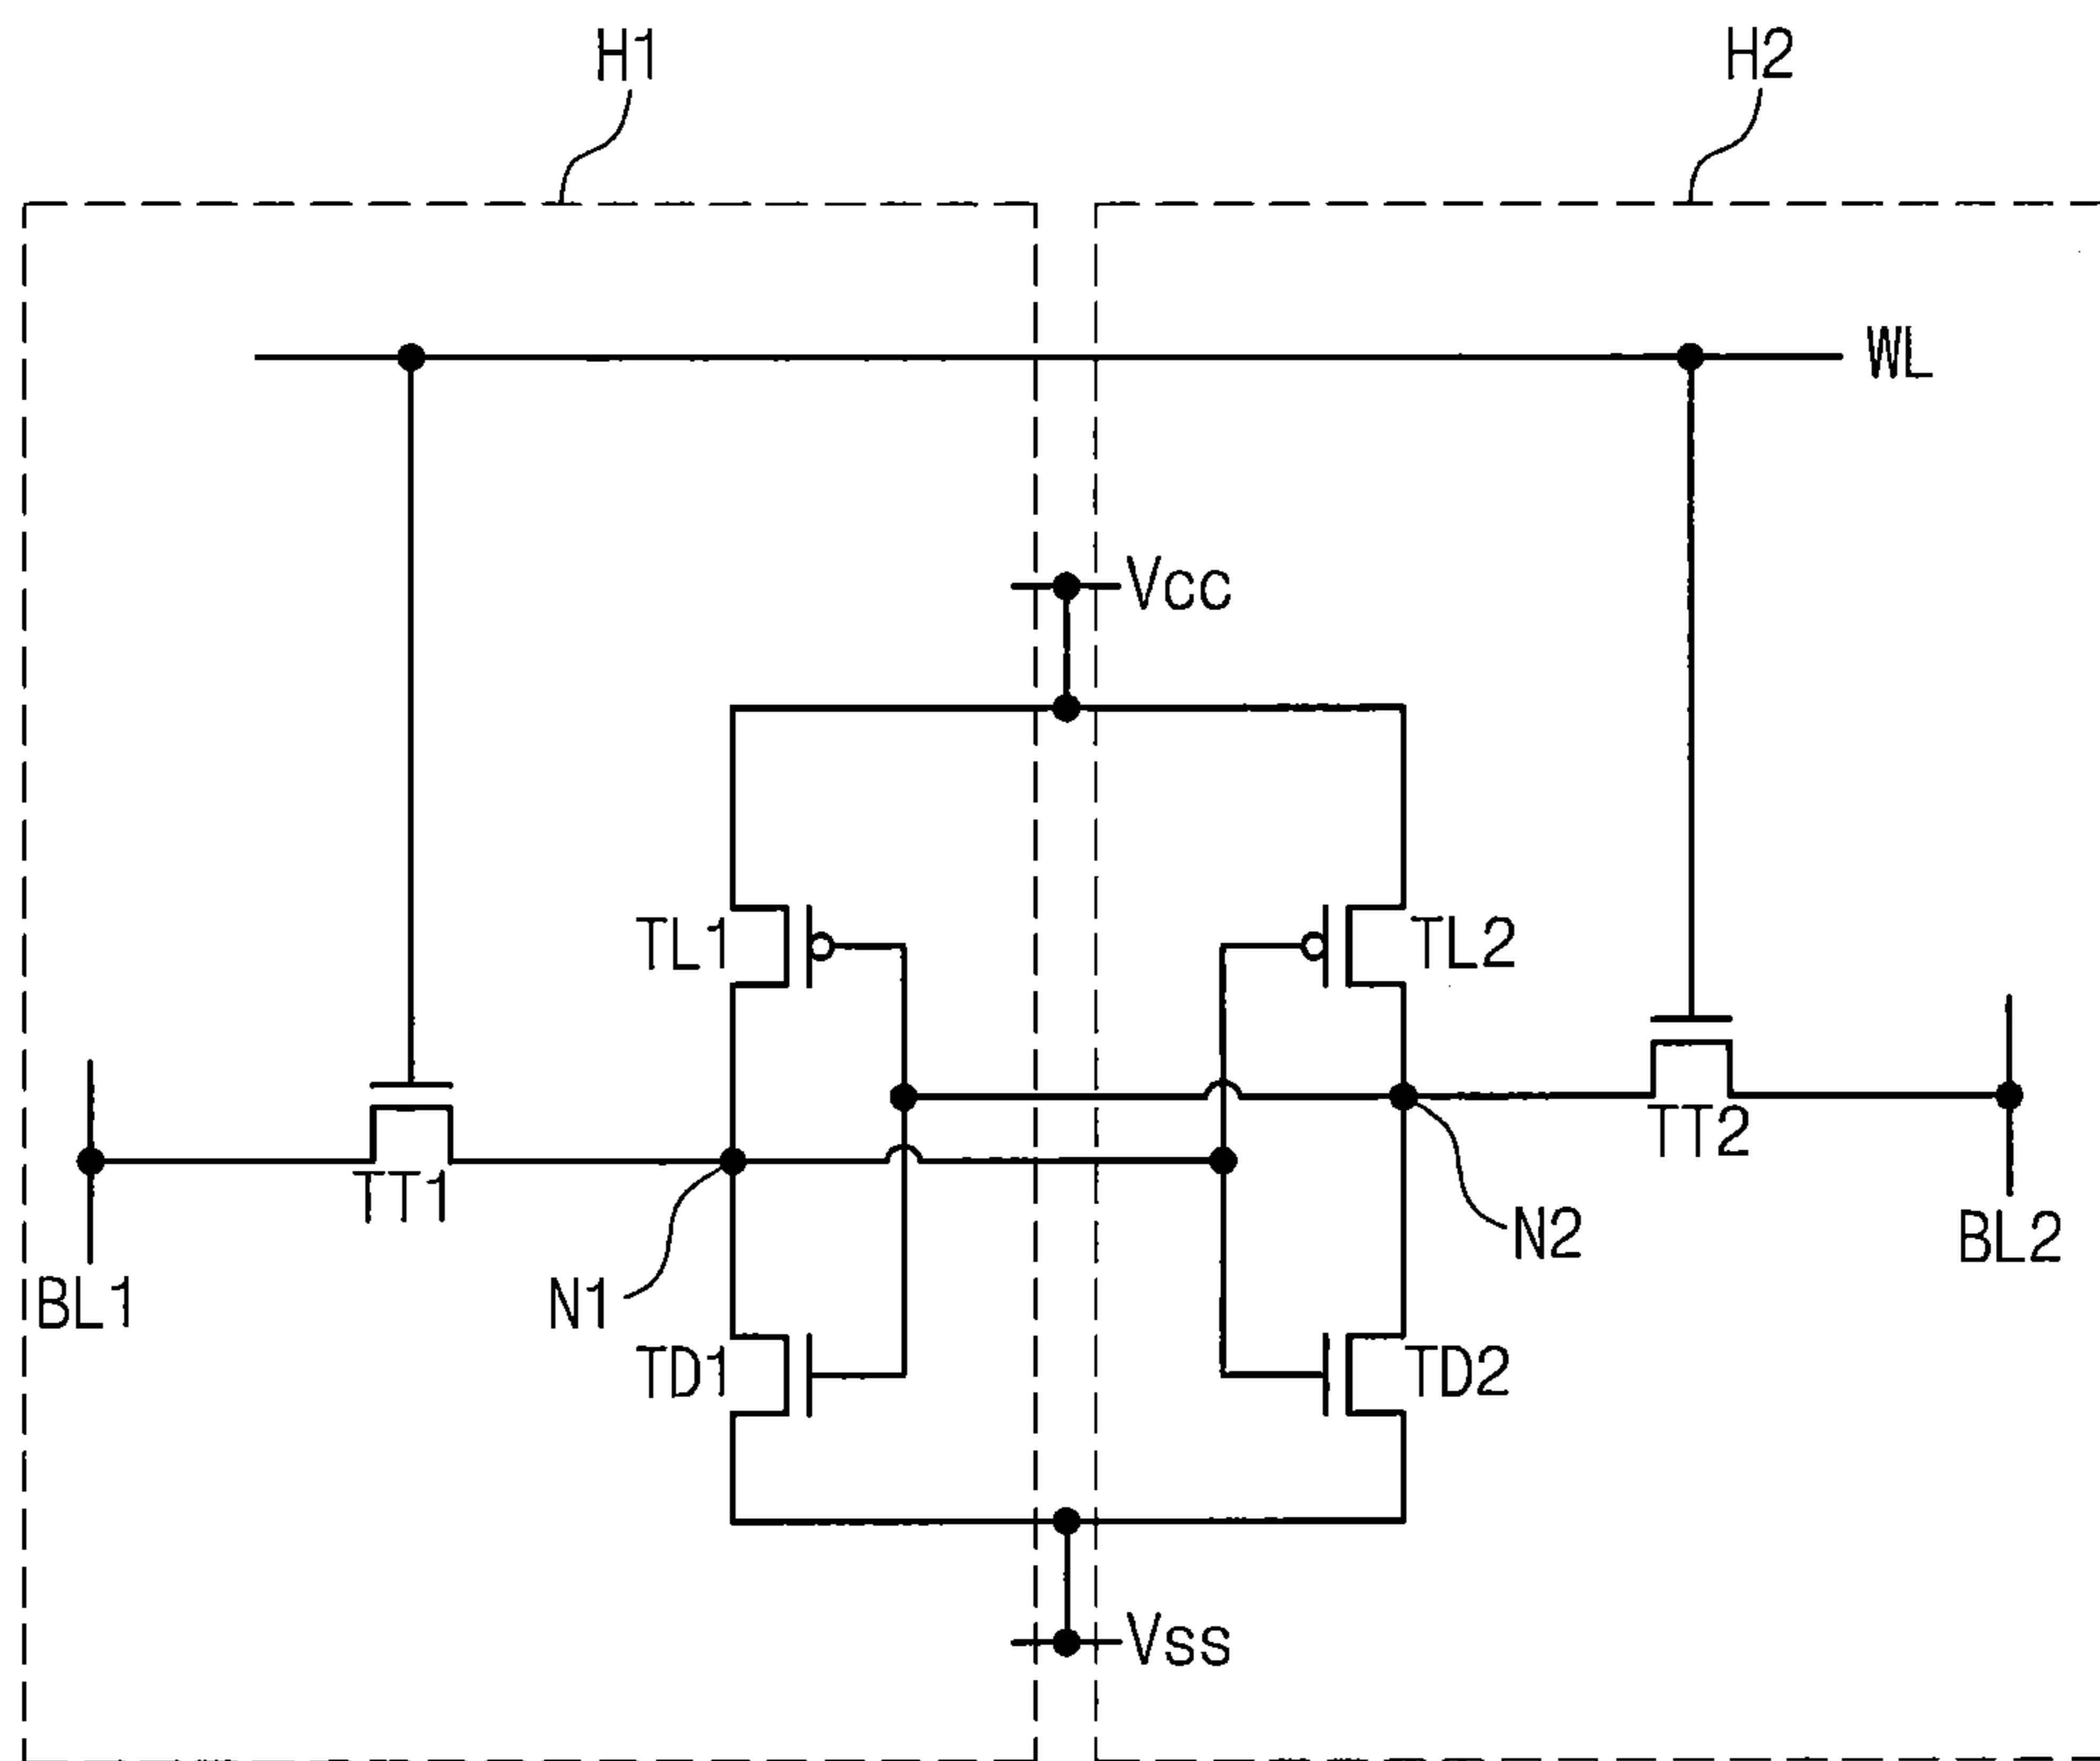 H1
H2
WL
Vcc
TL1
TL2
TT2
TT1
N2
BL2
N1
BL1
TD1
TD2
Vss